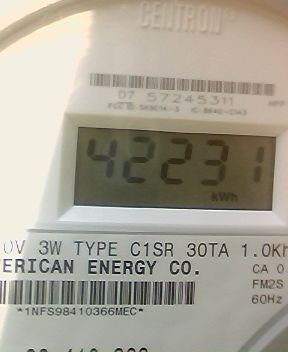 CENTRON
07 57245311
42231
kWh
0V 3W TYPE C1SR 30TA 1.0Kh
ERICAN ENERGY CO.
CA 0.
FM2S
60Hz
*1NFS98410366MEC*